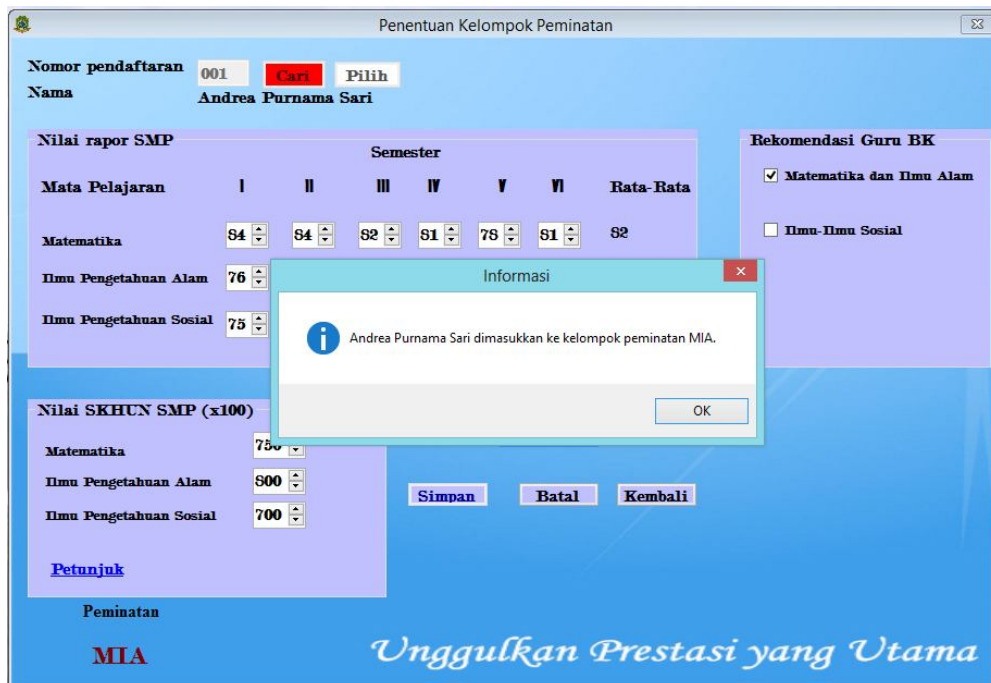 Penentuan Kelompok Peminatan
Nomor pendaftaran 001 Cari Pilih
Nama Andrea Purnama Sari
Nilai rapor SMP
Semester
Mata Pelajaran I II III IV V VI Rata-Rata
Matematika 84 84 82 81 78 81 82
Ilmu Pengetahuan Alam 76
Ilmu Pengetahuan Sosial 75
Rekomendasi Guru BK
Matematika dan Ilmu Alam
Ilmu-Ilmu Sosial
Informasi
Andrea Purnama Sari dimasukkan ke kelompok peminatan MIA.
OK
Nilai SKHUN SMP (x100)
Matematika 750
Ilmu Pengetahuan Alam 800
Ilmu Pengetahuan Sosial 700
Petunjuk
Simpan Batal Kembali
Peminatan
MIA
Unggulkan Prestasi yang Utama